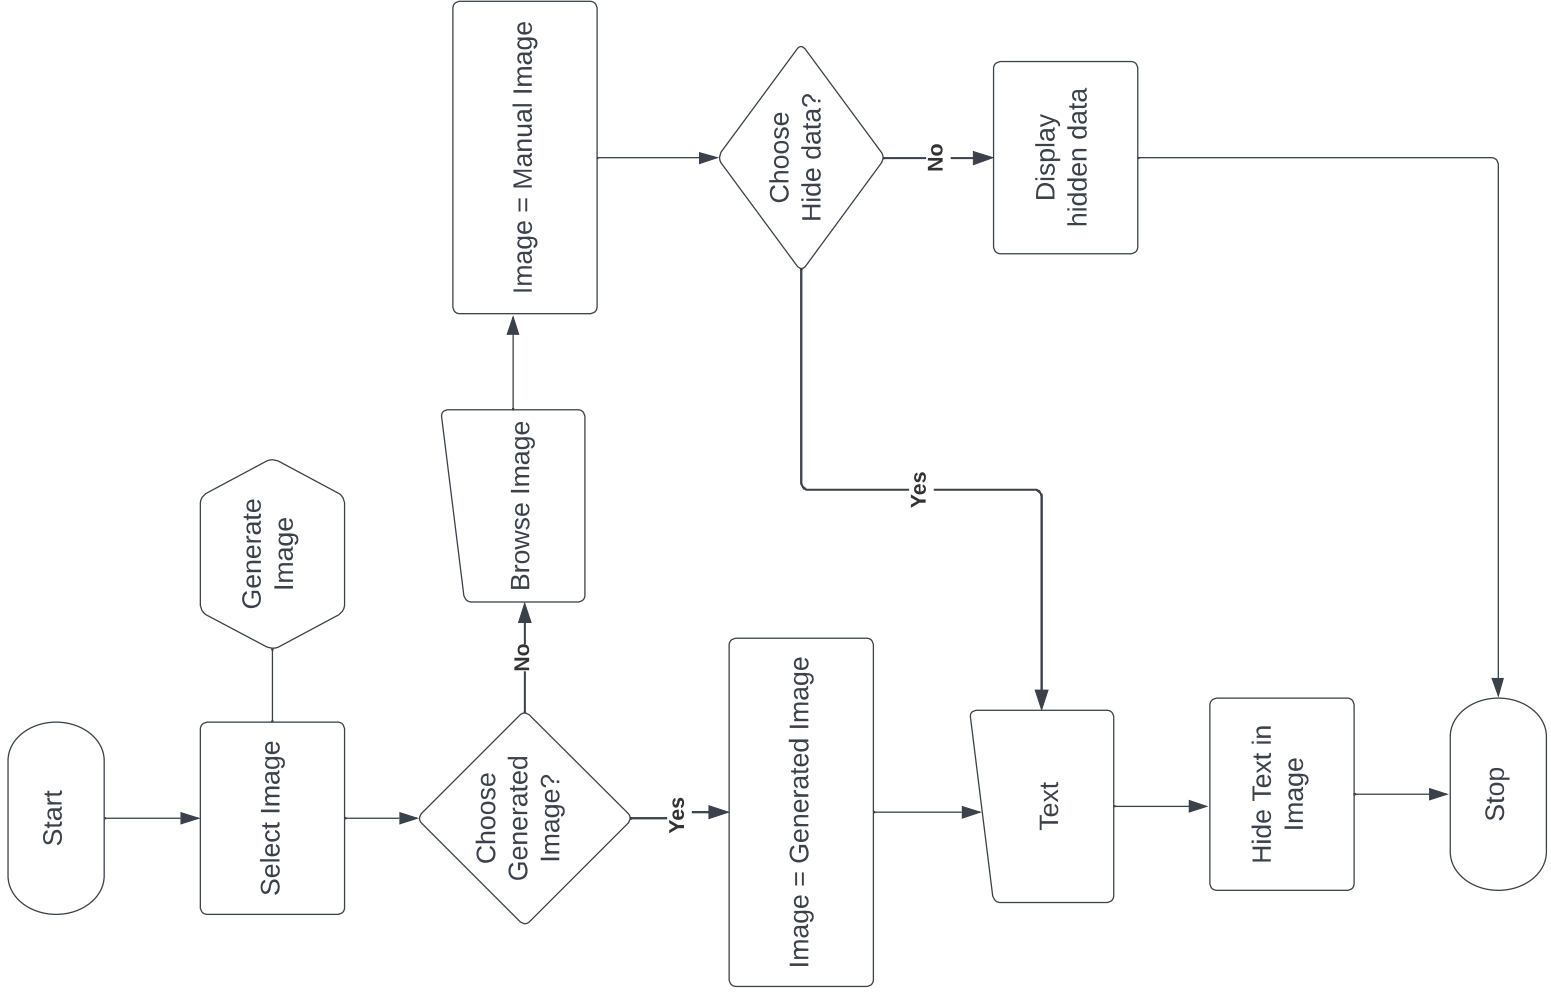 Start
Select Image
Generate
Image
Choose
Generated
Image?
No
Browse Image
Image = Manual Image
Choose
Hide data?
No
Display
hidden data
Yes
Yes
Image = Generated Image
Text
Hide Text in
Image
Stop